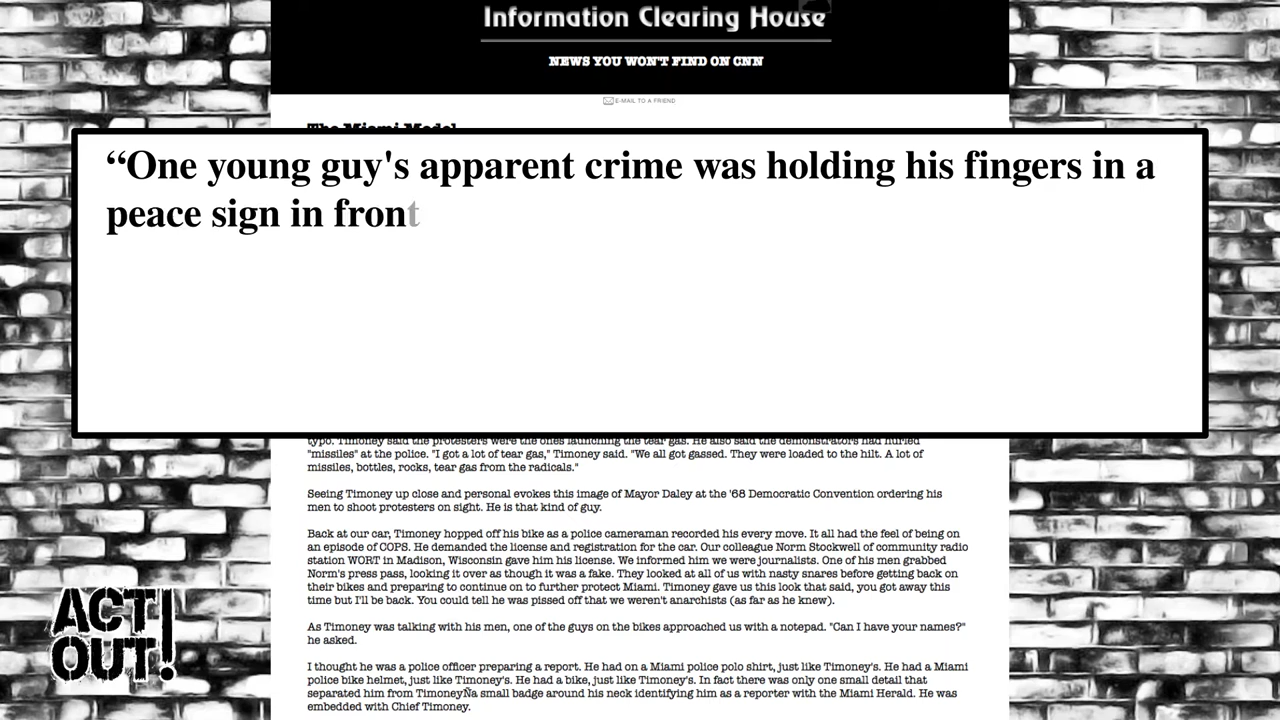 Information Clearing House
NEWS YOU WON'T FIND ON CNN
E-MAIL TO A FRIEND
The Miami Model
“One young guy's apparent crime was holding his fingers in a
peace sign in front
typo. Timoney said the protesters were the ones launching the tear gas. He also said the demonstrators had hurled
"missiles" at the police. "I got a lot of tear gas," Timoney said. "We all got gassed. They were loaded to the hilt. A lot of
missiles, bottles, rocks, tear gas from the radicals."
Seeing Timoney up close and personal evokes this image of Mayor Daley at the '68 Democratic Convention ordering his
men to shoot protesters on sight. He is that kind of guy.
Back at our car, Timoney hopped off his bike as a police cameraman recorded his every move. It all had the feel of being on
an episode of COPS. He demanded the license and registration for the car. Our colleague Norm Stockwell of community radio
station WORT in Madison, Wisconsin gave him his license. We informed him we were journalists. One of his men grabbed
Norm's press pass, looking it over as though it was a fake. They looked at all of us with nasty snares before getting back on
their bikes and preparing to continue on to further protect Miami. Timoney gave us this look that said, you got away this
time but I'll be back. You could tell he was pissed off that we weren't anarchists (as far as he knew).
As Timoney was talking with his men, one of the guys on the bikes approached us with a notepad. "Can I have your names?"
he asked.
I thought he was a police officer preparing a report. He had on a Miami police polo shirt, just like Timoney's. He had a Miami
police bike helmet, just like Timoney's. He had a bike, just like Timoney's. In fact there was only one small detail that
separated him from TimoneyÑa small badge around his neck identifying him as a reporter with the Miami Herald. He was
embedded with Chief Timoney.
ACT
OUT!